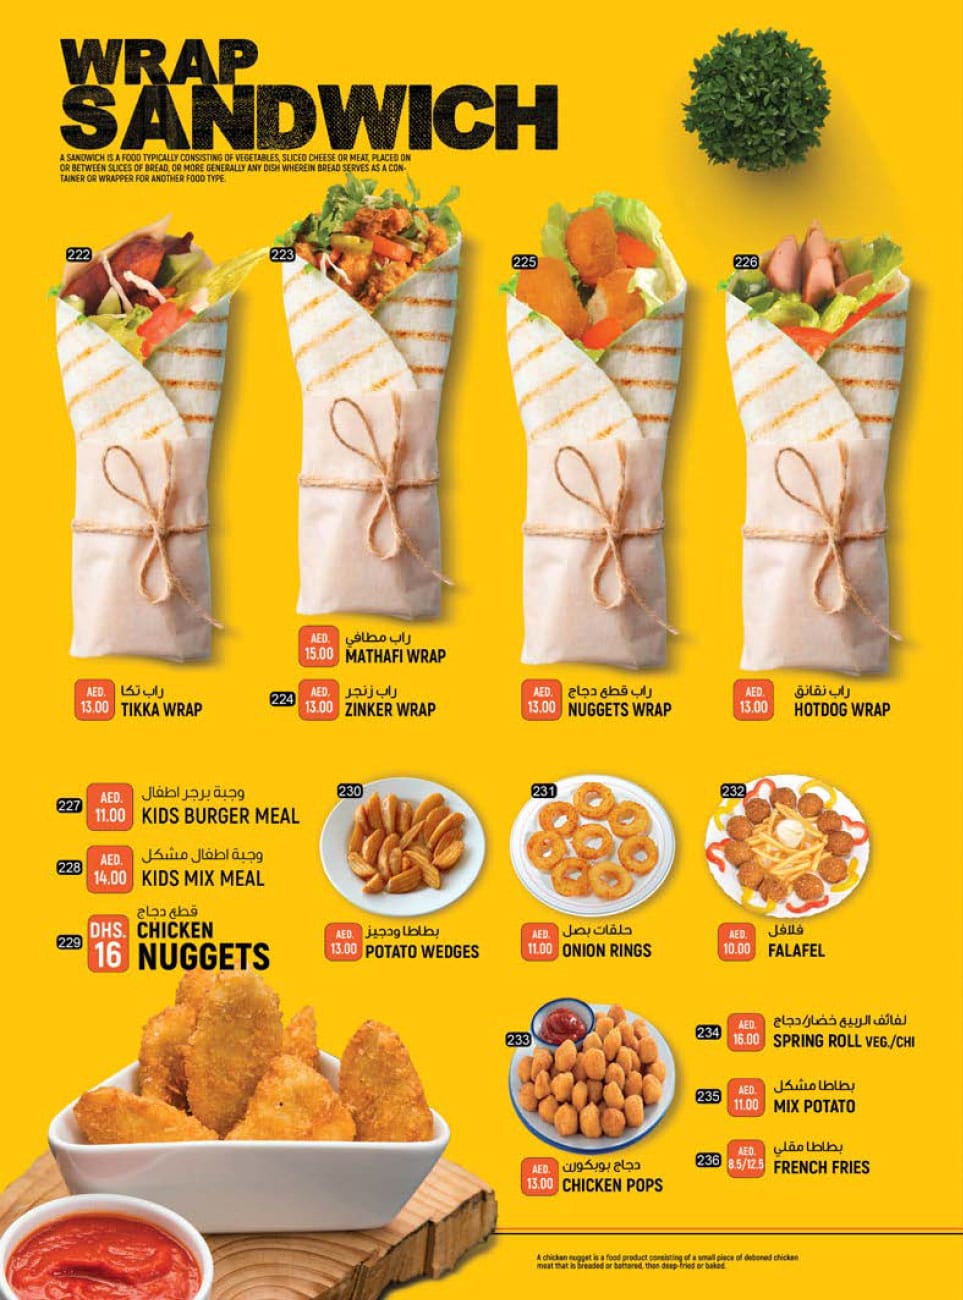 WRAP
SANDWICH
A SANDWICH IS A FOOD TYPICALLY CONSISTING OF VEGETABLES, SLICED CHEESE OR MEAT, PLACED ON
OR BETWEEN SLICES OF BREAD, OR MORE GENERALLY ANY DISH WHEREIN BREAD SERVES AS A CON-
TAINER OR WRAPPER FOR ANOTHER FOOD TYPE.
222
AED.
13.00
راب تكا
TIKKA WRAP
223
AED.
15.00
راب مطافي
MATHAFI WRAP
224
AED.
13.00
راب زنجر
ZINKER WRAP
225
AED.
13.00
راب قطع دجاج
NUGGETS WRAP
226
AED.
13.00
راب نقانق
HOTDOG WRAP
227
AED.
11.00
وجبة برجر اطفال
KIDS BURGER MEAL
228
AED.
14.00
وجبة اطفال مشكل
KIDS MIX MEAL
229
DHS.
16
قطع دجاج
CHICKEN
NUGGETS
230
AED.
13.00
بطاطا ودجيز
POTATO WEDGES
231
AED.
11.00
حلقات بصل
ONION RINGS
232
AED.
10.00
فلافل
FALAFEL
233
AED.
13.00
دجاج بوبكورن
CHICKEN POPS
234
AED.
16.00
لفائف الربيع خضار/دجاج
SPRING ROLL VEG./CHI
235
AED.
11.00
بطاطا مشكل
MIX POTATO
236
AED.
8.5/12.5
بطاطا مقلي
FRENCH FRIES
A chicken nugget is a food product consisting of a small piece of deboned chicken
meat that is breaded or battered, then deep-fried or baked.